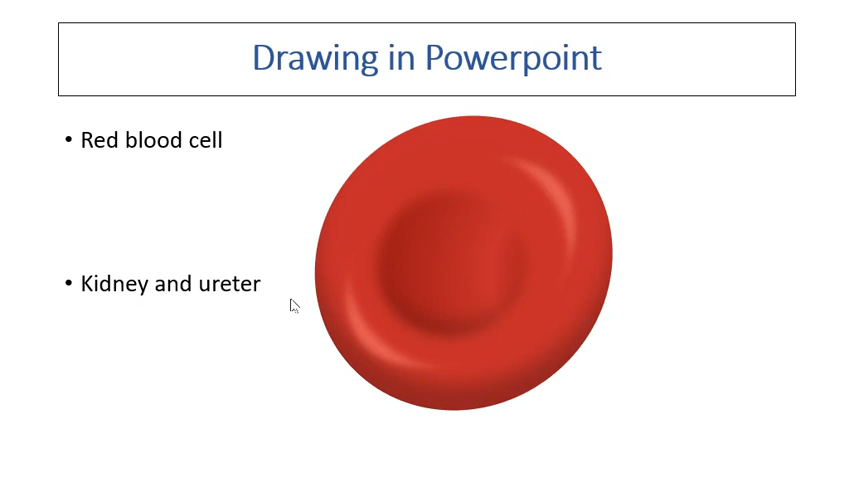 Drawing in Powerpoint
• Red blood cell
• Kidney and ureter